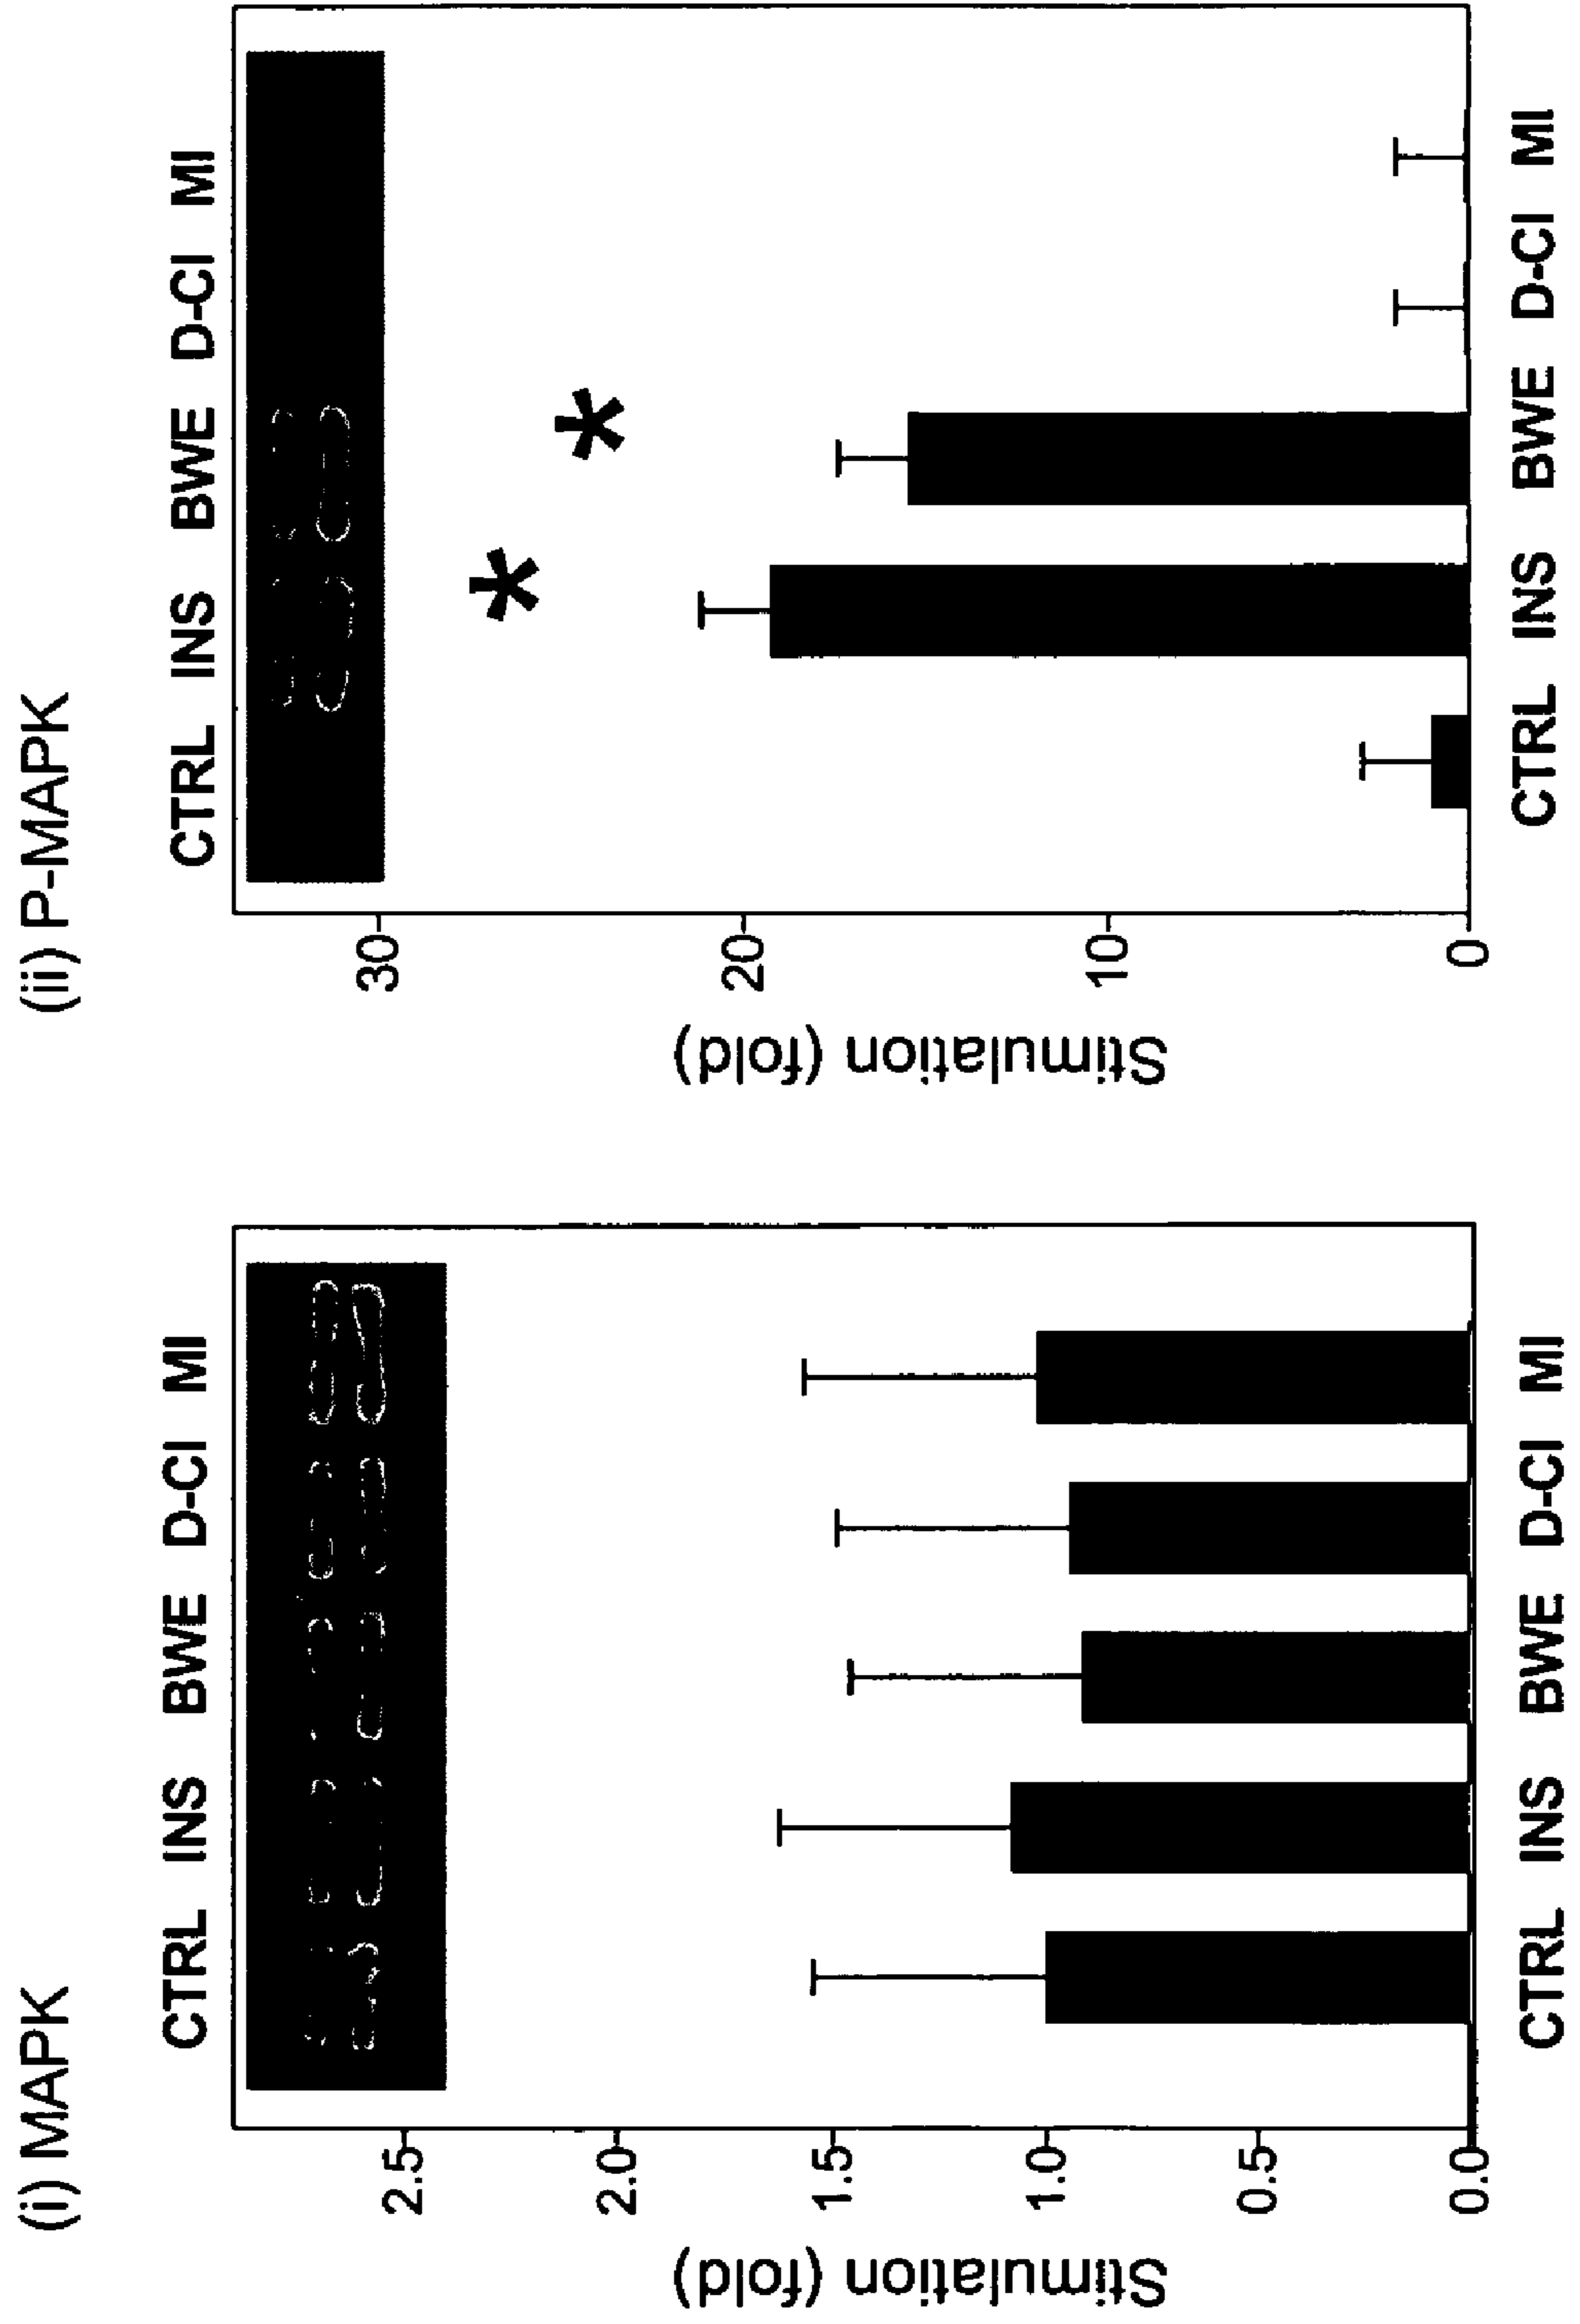 (i) MAPK
CTRL INS BWE D-CI MI
2.5
2.0
1.5
1.0
0.5
0.0
Stimulation (fold)
CTRL INS BWE D-CI MI
(ii) P-MAPK
CTRL INS BWE D-CI MI
*
*
30
20
10
0
Stimulation (fold)
CTRL INS BWE D-CI MI